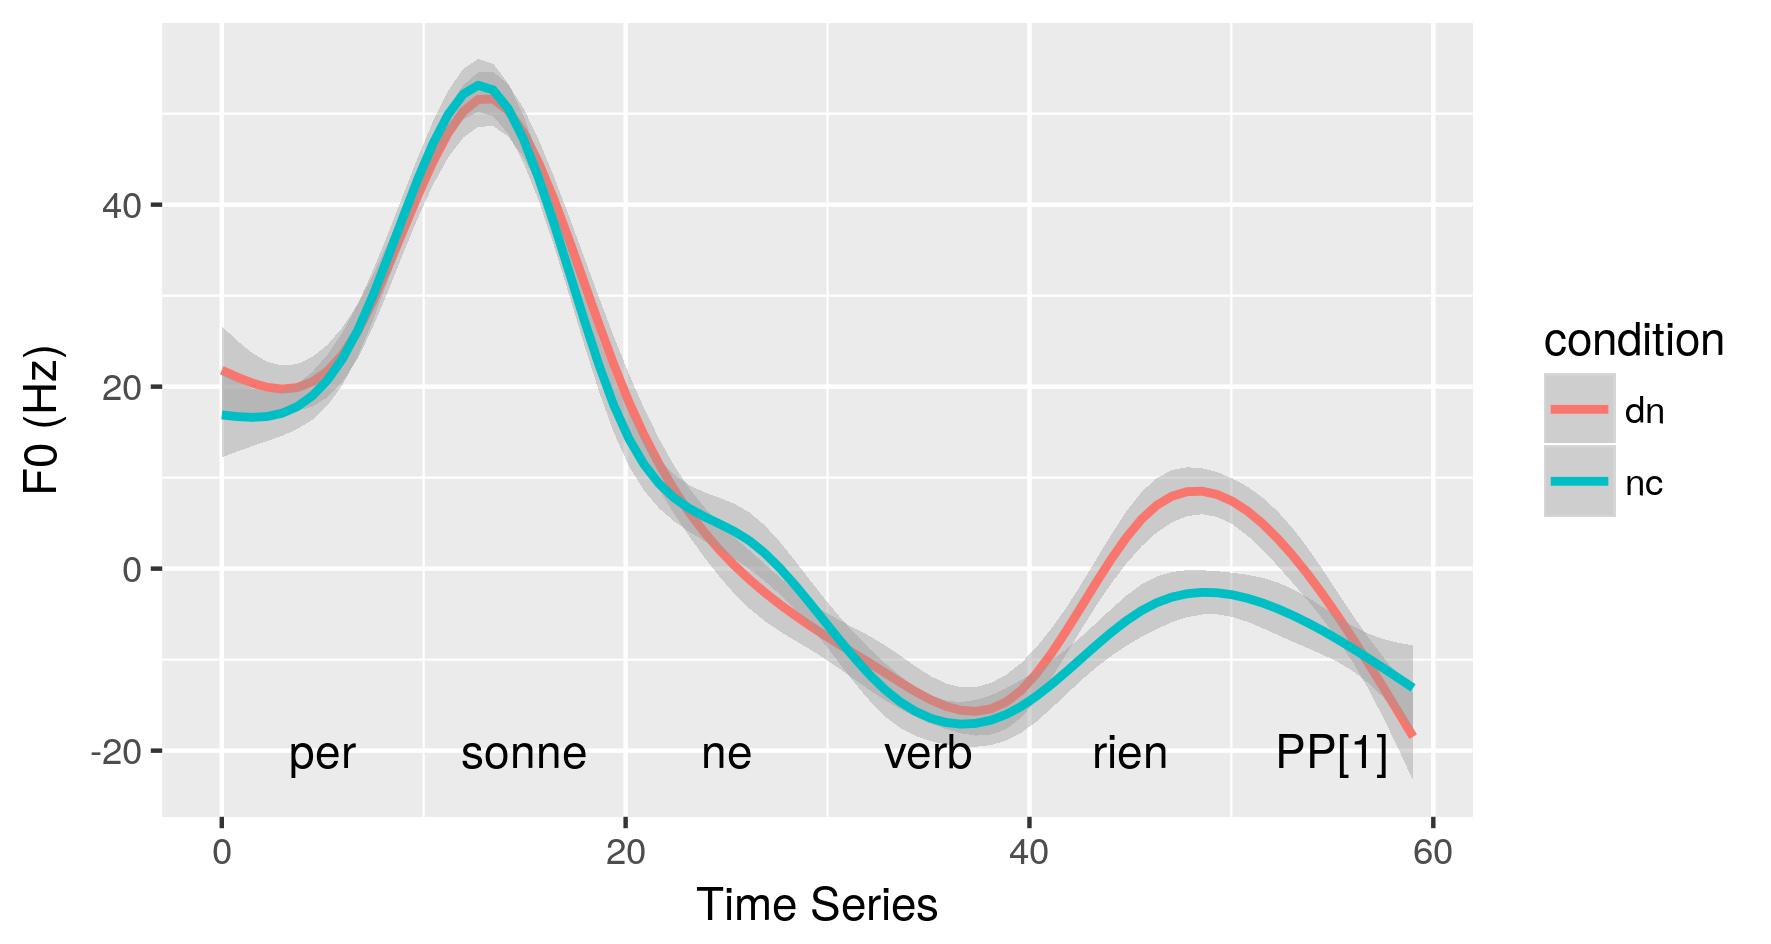 F0 (Hz)
40
20
0
-20
per sonne ne verb rien PP[1]
0 20 40 60
Time Series
condition
dn
nc